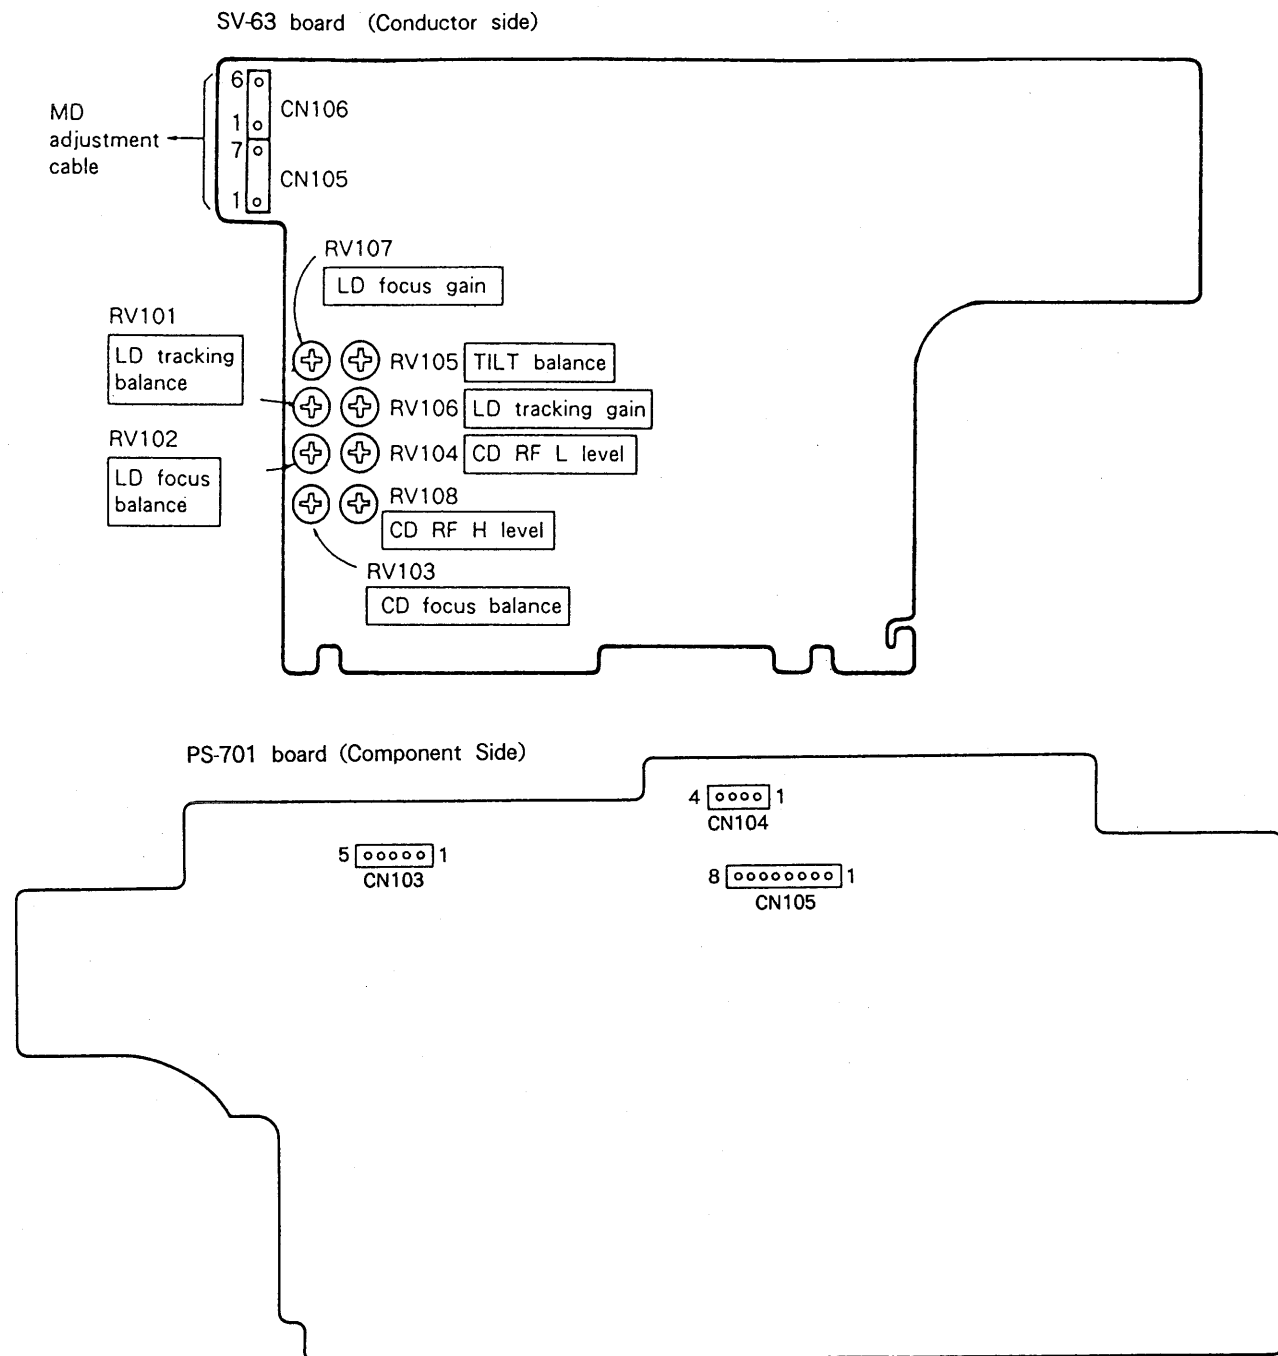 SV-63 board (Conductor side)
6
CN106
1
MD
adjustment
cable
7
CN105
1
RV107
LD focus gain
RV101
LD tracking
balance
RV105 TILT balance
RV106 LD tracking gain
RV102
LD focus
balance
RV104 CD RF L level
RV108
CD RF H level
RV103
CD focus balance
PS-701 board (Component Side)
4 1
CN104
5 1
CN103
8 1
CN105